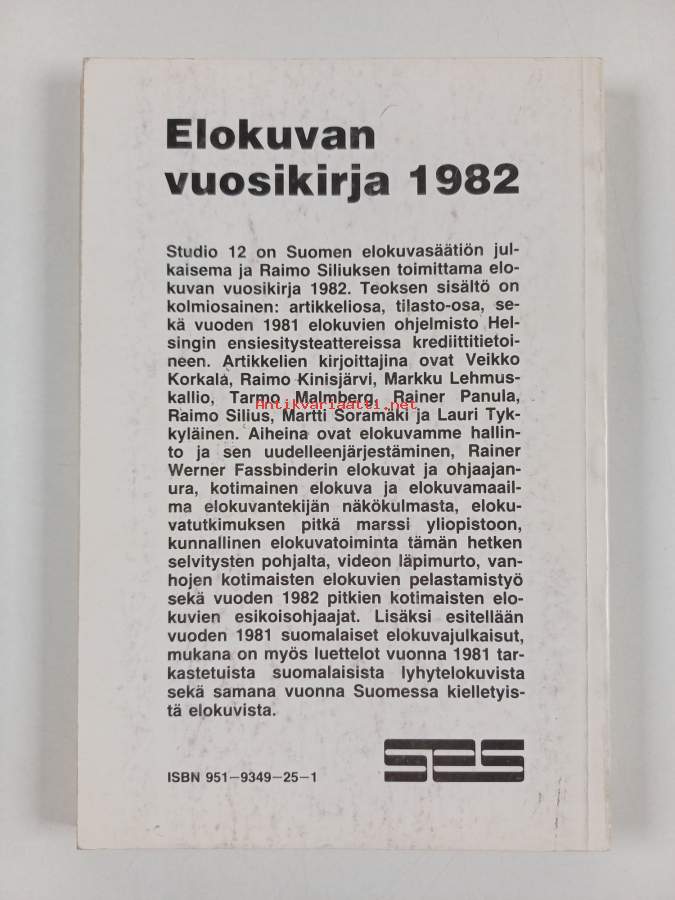 Elokuvan
vuosikirja 1982
Studio 12 on Suomen elokuvasäätiön jul-
kaisema ja Raimo Siliuksen toimittama elo-
kuvan vuosikirja 1982. Teoksen sisältö on
kolmiosainen: artikkeliosa, tilasto-osa, se-
kä vuoden 1981 elokuvien ohjelmisto Hel-
singin ensiesitysteattereissa krediittitietoi-
neen. Artikkelien kirjoittajina ovat Veikko
Korkala, Raimo Kinisjärvi, Markku Lehmus-
kallio, Tarmo Malmberg, Rainer Panula,
Antikvariaatti.net
Raimo Silius, Martti Soramäki ja Lauri Tyk-
kyläinen. Aiheina ovat elokuvamme hallin-
to ja sen uudelleenjärjestäminen, Rainer
Werner Fassbinderin elokuvat ja ohjaajan-
ura, kotimainen elokuva ja elokuvamaail-
ma elokuvantekijän näkökulmasta, eloku-
vatutkimuksen pitkä marssi yliopistoon,
kunnallinen elokuvatoiminta tämän hetken
selvitysten pohjalta, videon läpimurto, van-
hojen kotimaisten elokuvien pelastamistyö
sekä vuoden 1982 pitkien kotimaisten elo-
kuvien esikoisohjaajat. Lisäksi esitellään
vuoden 1981 suomalaiset elokuvajulkaisut,
mukana on myös luettelot vuonna 1981 tar-
kastetuista suomalaisista lyhytelokuvista
sekä samana vuonna Suomessa kielletyis-
tä elokuvista.
ses
ISBN 951–9349–25–1